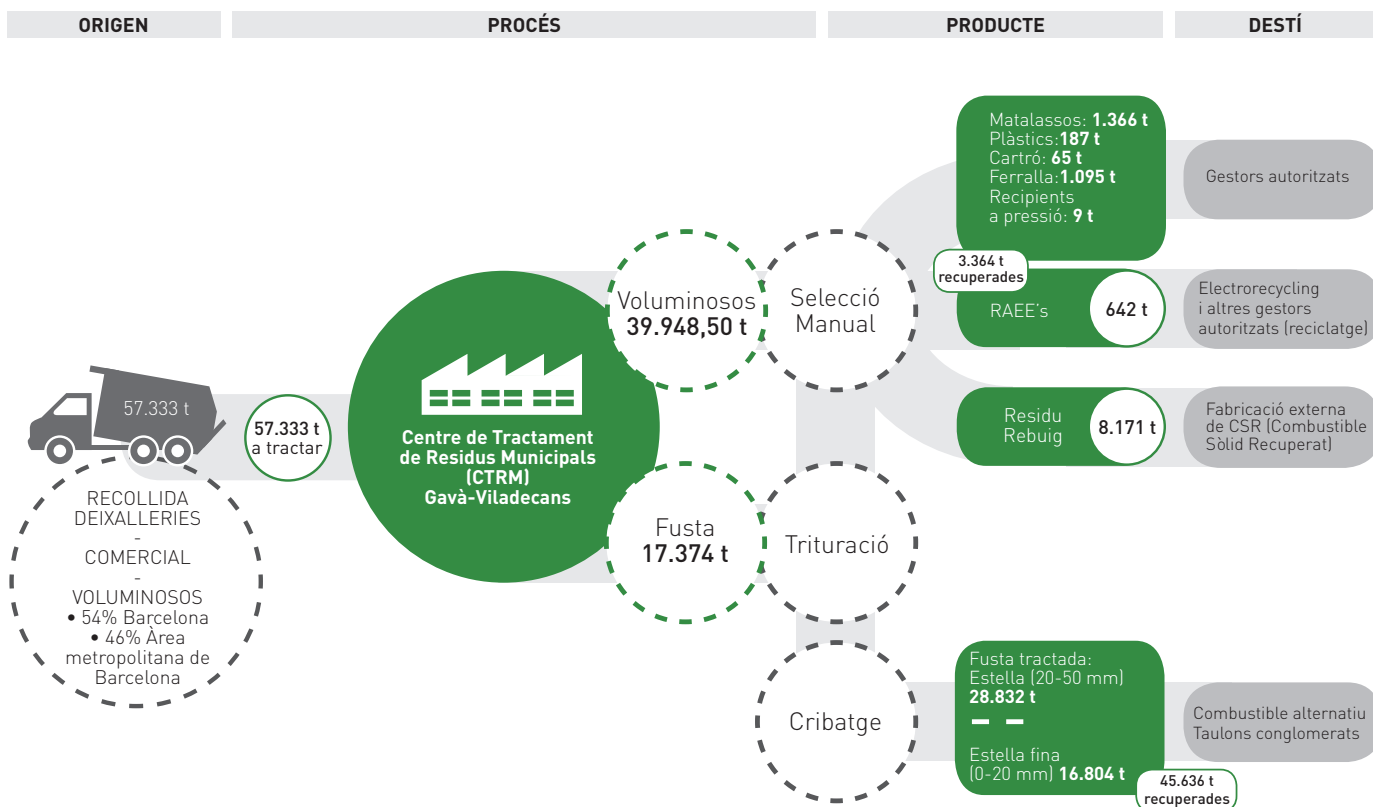 ORIGEN
PROCÉS
PRODUCTE
DESTÍ
57.333 t
RECOLLIDA
DEIXALLERIES
-
COMERCIAL
-
VOLUMINOSOS
• 54% Barcelona
• 46% Àrea
metropolitana de
Barcelona
57.333 t
a tractar
Centre de Tractament
de Residus Municipals
(CTRM)
Gavà-Viladecans
Voluminosos
39.948,50 t
Selecció
Manual
Fusta
17.374 t
Trituració
Cribatge
Matalassos: 1.366 t
Plàstics:187 t
Cartró: 65 t
Ferralla:1.095 t
Recipients
a pressió: 9 t
3.364 t
recuperades
RAEE's
642 t
Residu
Rebuig
8.171 t
Fusta tractada:
Estella (20-50 mm)
28.832 t
Estella fina
(0-20 mm) 16.804 t
45.636 t
recuperades
Gestors autoritzats
Electrorecycling
i altres gestors
autoritzats (reciclatge)
Fabricació externa
de CSR (Combustible
Sòlid Recuperat)
Combustible alternatiu
Taulons conglomerats